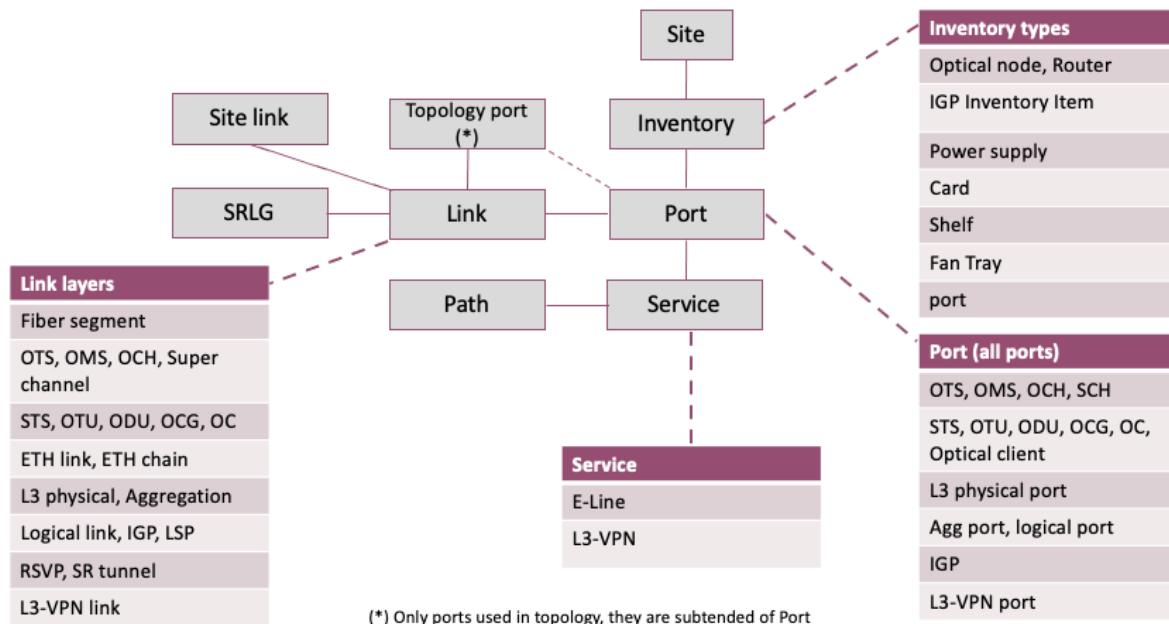 Site
Inventory types
Optical node, Router
IGP Inventory Item
Power supply
Card
Shelf
Fan Tray
port
Site link
Topology port
(*)
Inventory
SRLG
Link
Port
Path
Service
Link layers
Fiber segment
OTS, OMS, OCH, Super
channel
STS, OTU, ODU, OCG, OC
ETH link, ETH chain
L3 physical, Aggregation
Logical link, IGP, LSP
RSVP, SR tunnel
L3-VPN link
Service
E-Line
L3-VPN
Port (all ports)
OTS, OMS, OCH, SCH
STS, OTU, ODU, OCG, OC,
Optical client
L3 physical port
Agg port, logical port
IGP
L3-VPN port
(*) Only ports used in topology, they are subtended of Port